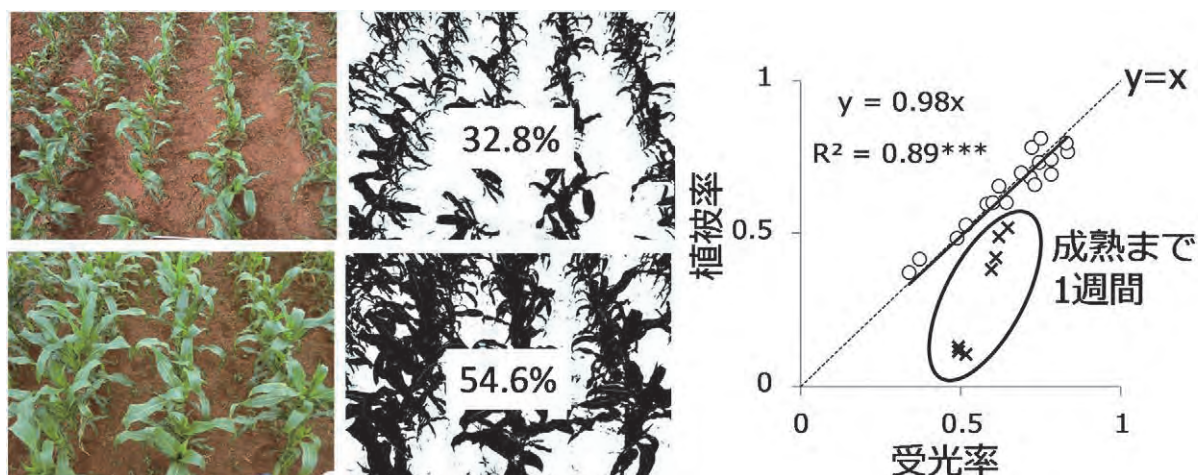 32.8%
54.6%
1
y=x
y = 0.98x
R² = 0.89***
植被率
0.5
成熟まで
1週間
0
0
0.5
1
受光率